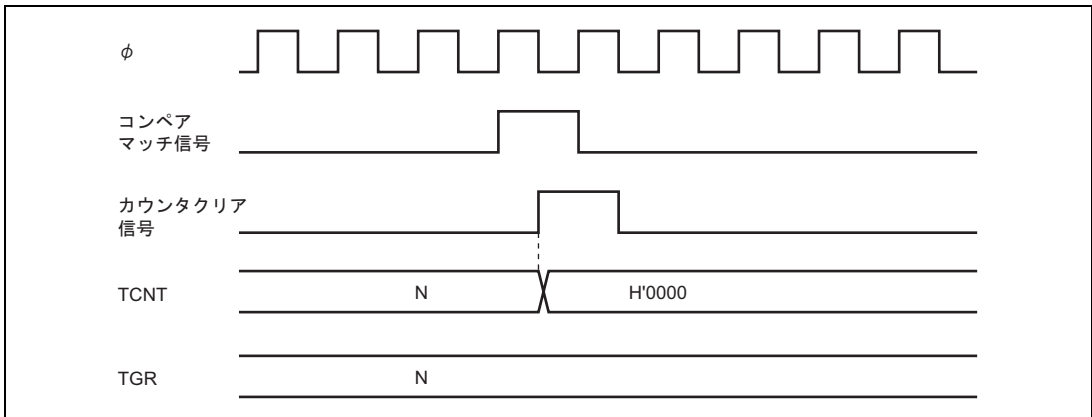 φ
コンペア
マッチ信号
カウンタクリア
信号
TCNT N H'0000
TGR N